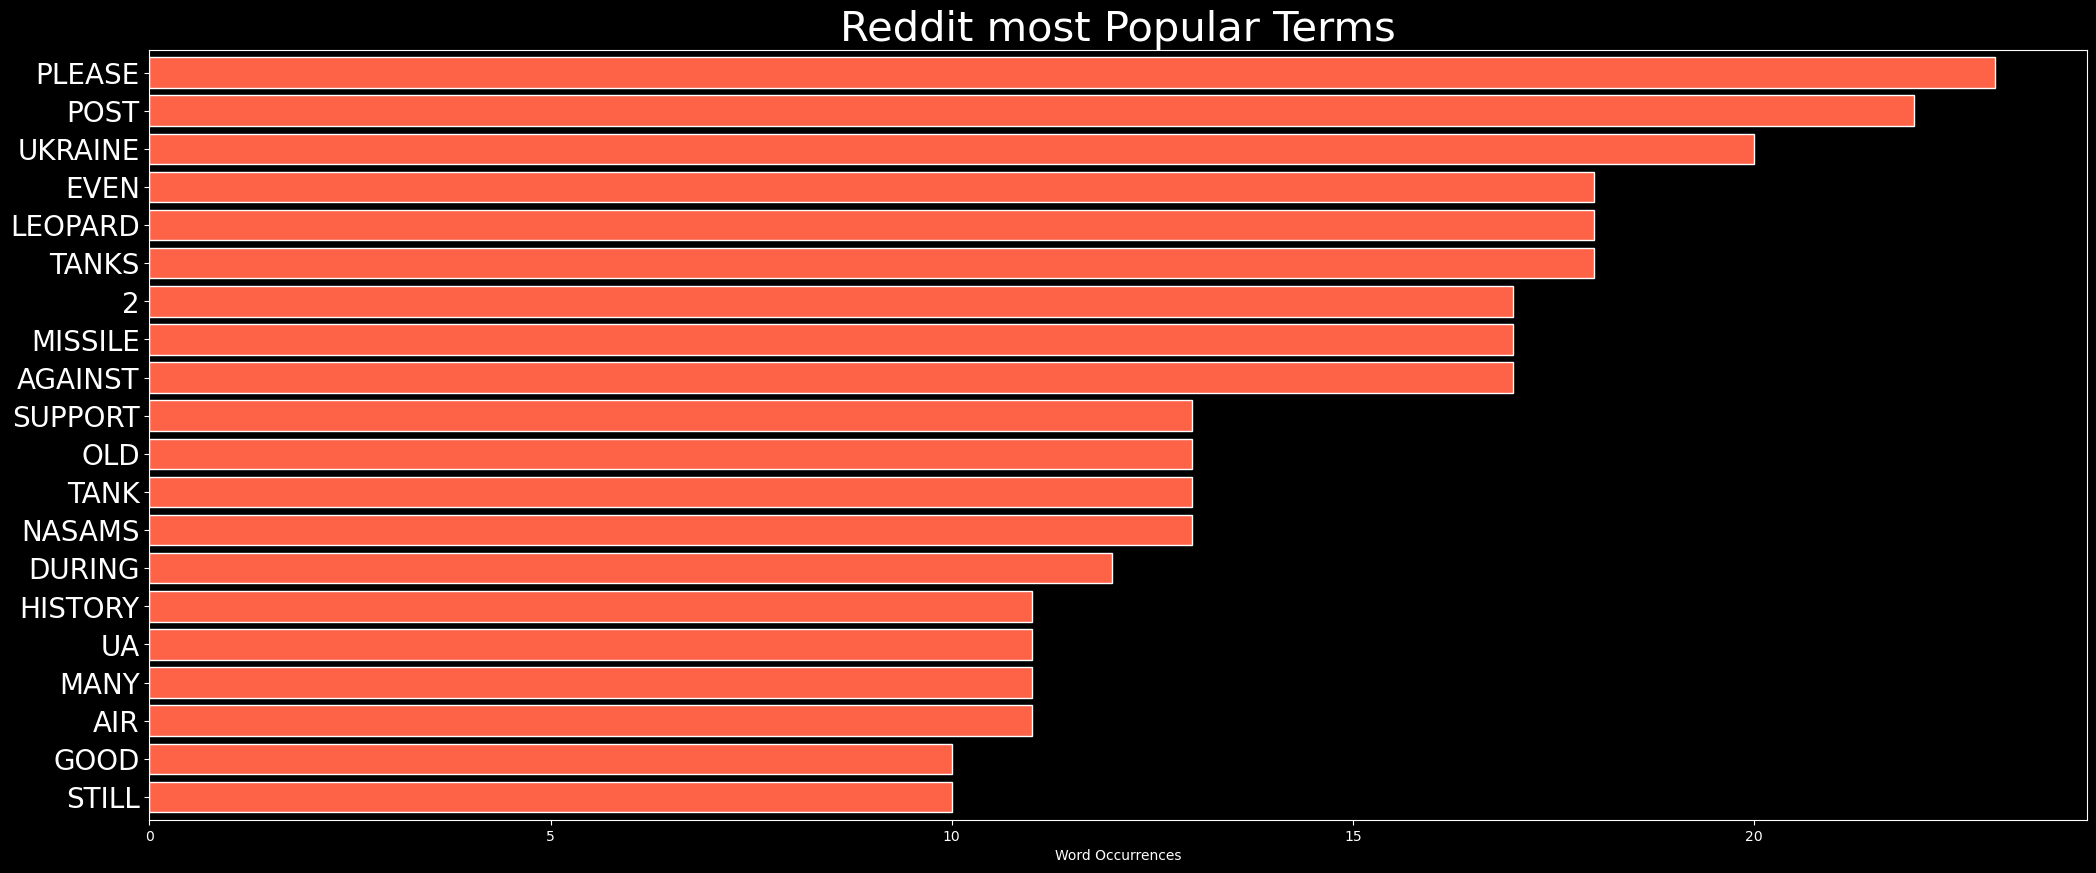 Reddit most Popular Terms
PLEASE
POST
UKRAINE
EVEN
LEOPARD
TANKS
2
MISSILE
AGAINST
SUPPORT
OLD
TANK
NASAMS
DURING
HISTORY
UA
MANY
AIR
GOOD
STILL
0 5 10 15 20
Word Occurrences